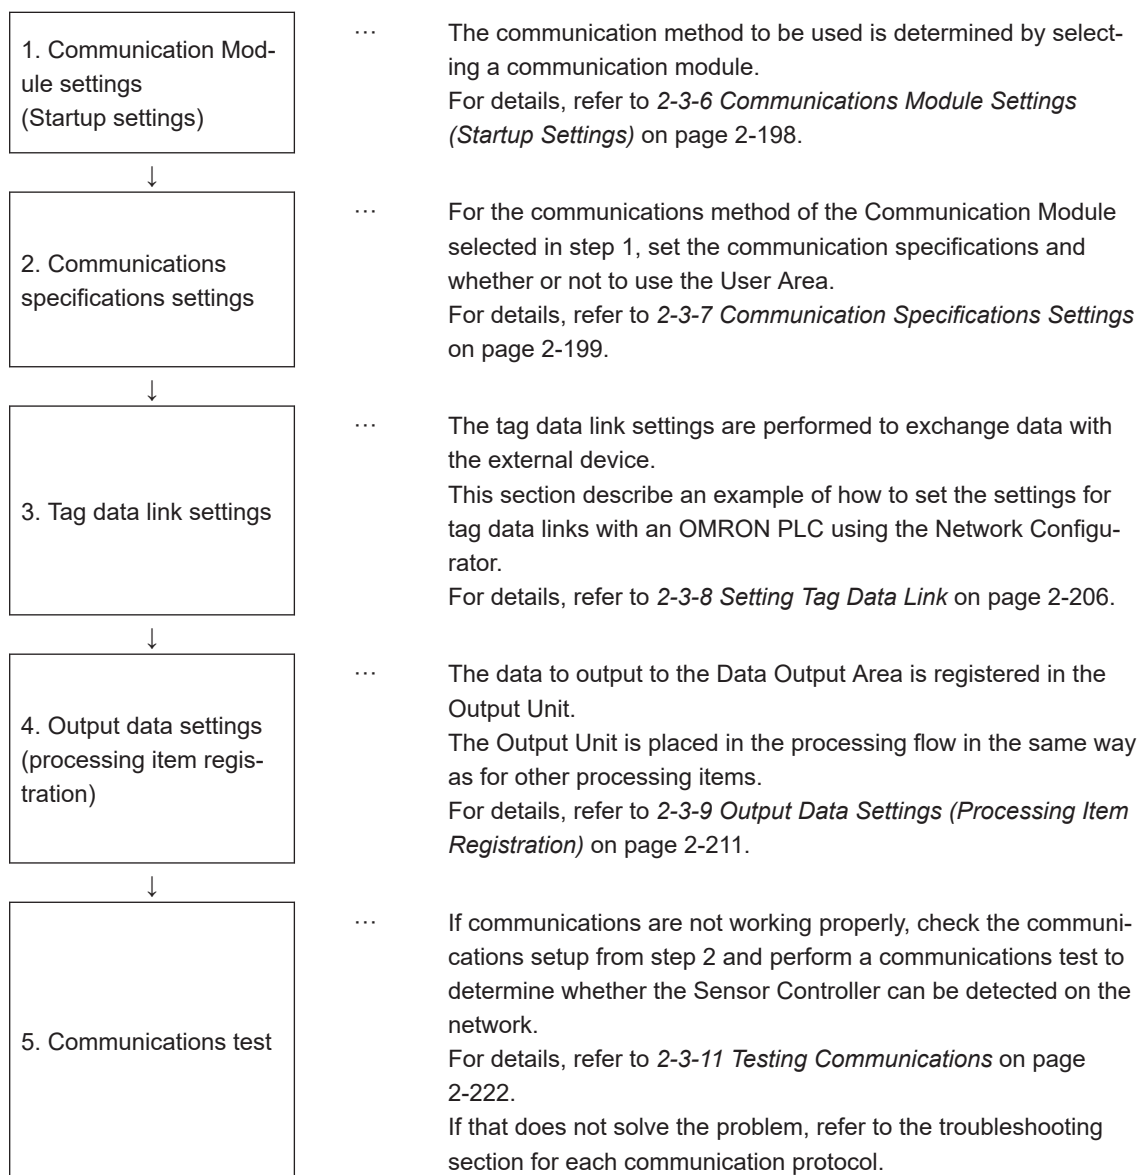 1. Communication Mod-
ule settings
(Startup settings)
… The communication method to be used is determined by select-
ing a communication module.
For details, refer to 2-3-6 Communications Module Settings
(Startup Settings) on page 2-198.
↓
2. Communications
specifications settings
… For the communications method of the Communication Module
selected in step 1, set the communication specifications and
whether or not to use the User Area.
For details, refer to 2-3-7 Communication Specifications Settings
on page 2-199.
↓
3. Tag data link settings
… The tag data link settings are performed to exchange data with
the external device.
This section describe an example of how to set the settings for
tag data links with an OMRON PLC using the Network Configu-
rator.
For details, refer to 2-3-8 Setting Tag Data Link on page 2-206.
↓
4. Output data settings
(processing item regis-
tration)
… The data to output to the Data Output Area is registered in the
Output Unit.
The Output Unit is placed in the processing flow in the same way
as for other processing items.
For details, refer to 2-3-9 Output Data Settings (Processing Item
Registration) on page 2-211.
↓
5. Communications test
… If communications are not working properly, check the communi-
cations setup from step 2 and perform a communications test to
determine whether the Sensor Controller can be detected on the
network.
For details, refer to 2-3-11 Testing Communications on page
2-222.
If that does not solve the problem, refer to the troubleshooting
section for each communication protocol.